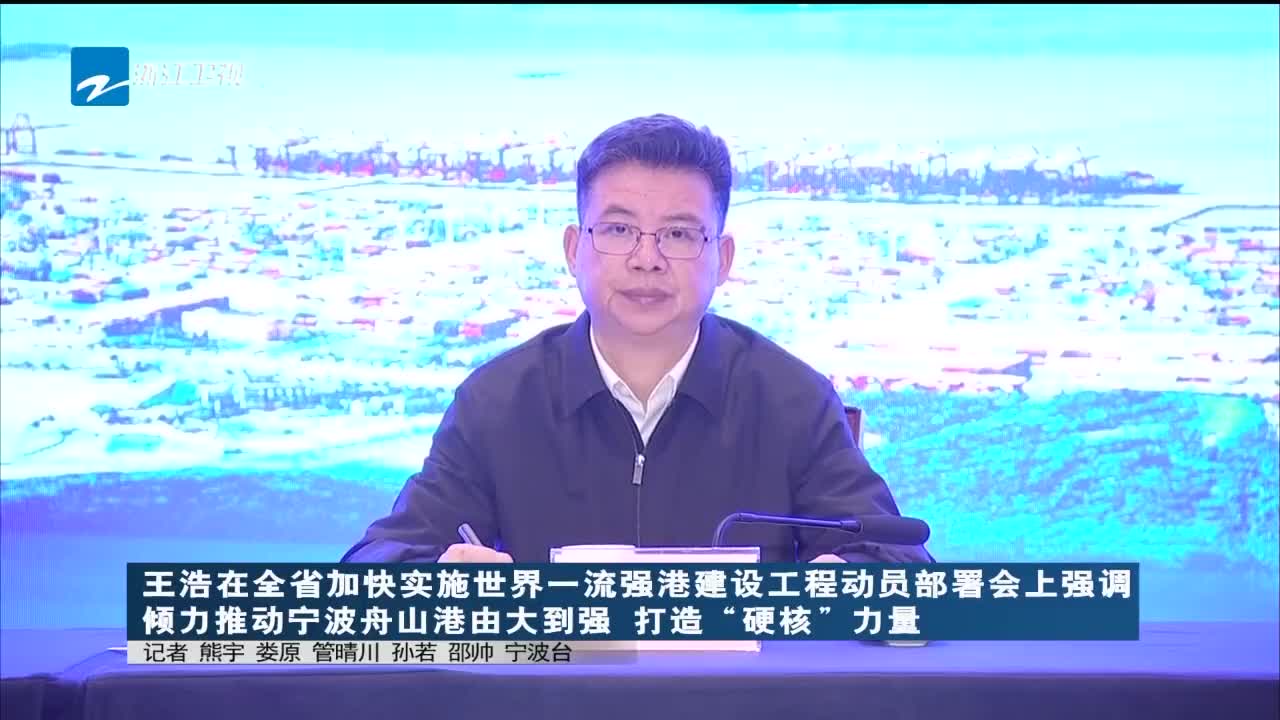 浙江卫视
王浩在全省加快实施世界一流强港建设工程动员部署会上强调
倾力推动宁波舟山港由大到强 打造“硬核”力量
记者 熊宇 娄原 管晴川 孙若 邵帅 宁波台